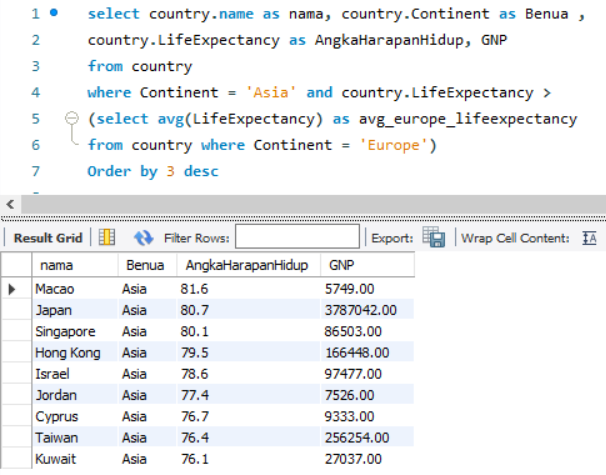 1 select country.name as nama, country.Continent as Benua ,
2 country.LifeExpectancy as AngkaHarapanHidup, GNP
3 from country
4 where Continent = 'Asia' and country.LifeExpectancy >
5 (select avg(LifeExpectancy) as avg_europe_lifeexpectancy
6 from country where Continent = 'Europe')
7 Order by 3 desc
Result Grid Filter Rows: Export: Wrap Cell Content: IA
nama Benua AngkaHarapanHidup GNP
Macao Asia 81.6 5749.00
Japan Asia 80.7 3787042.00
Singapore Asia 80.1 86503.00
Hong Kong Asia 79.5 166448.00
Israel Asia 78.6 97477.00
Jordan Asia 77.4 7526.00
Cyprus Asia 76.7 9333.00
Taiwan Asia 76.4 256254.00
Kuwait Asia 76.1 27037.00